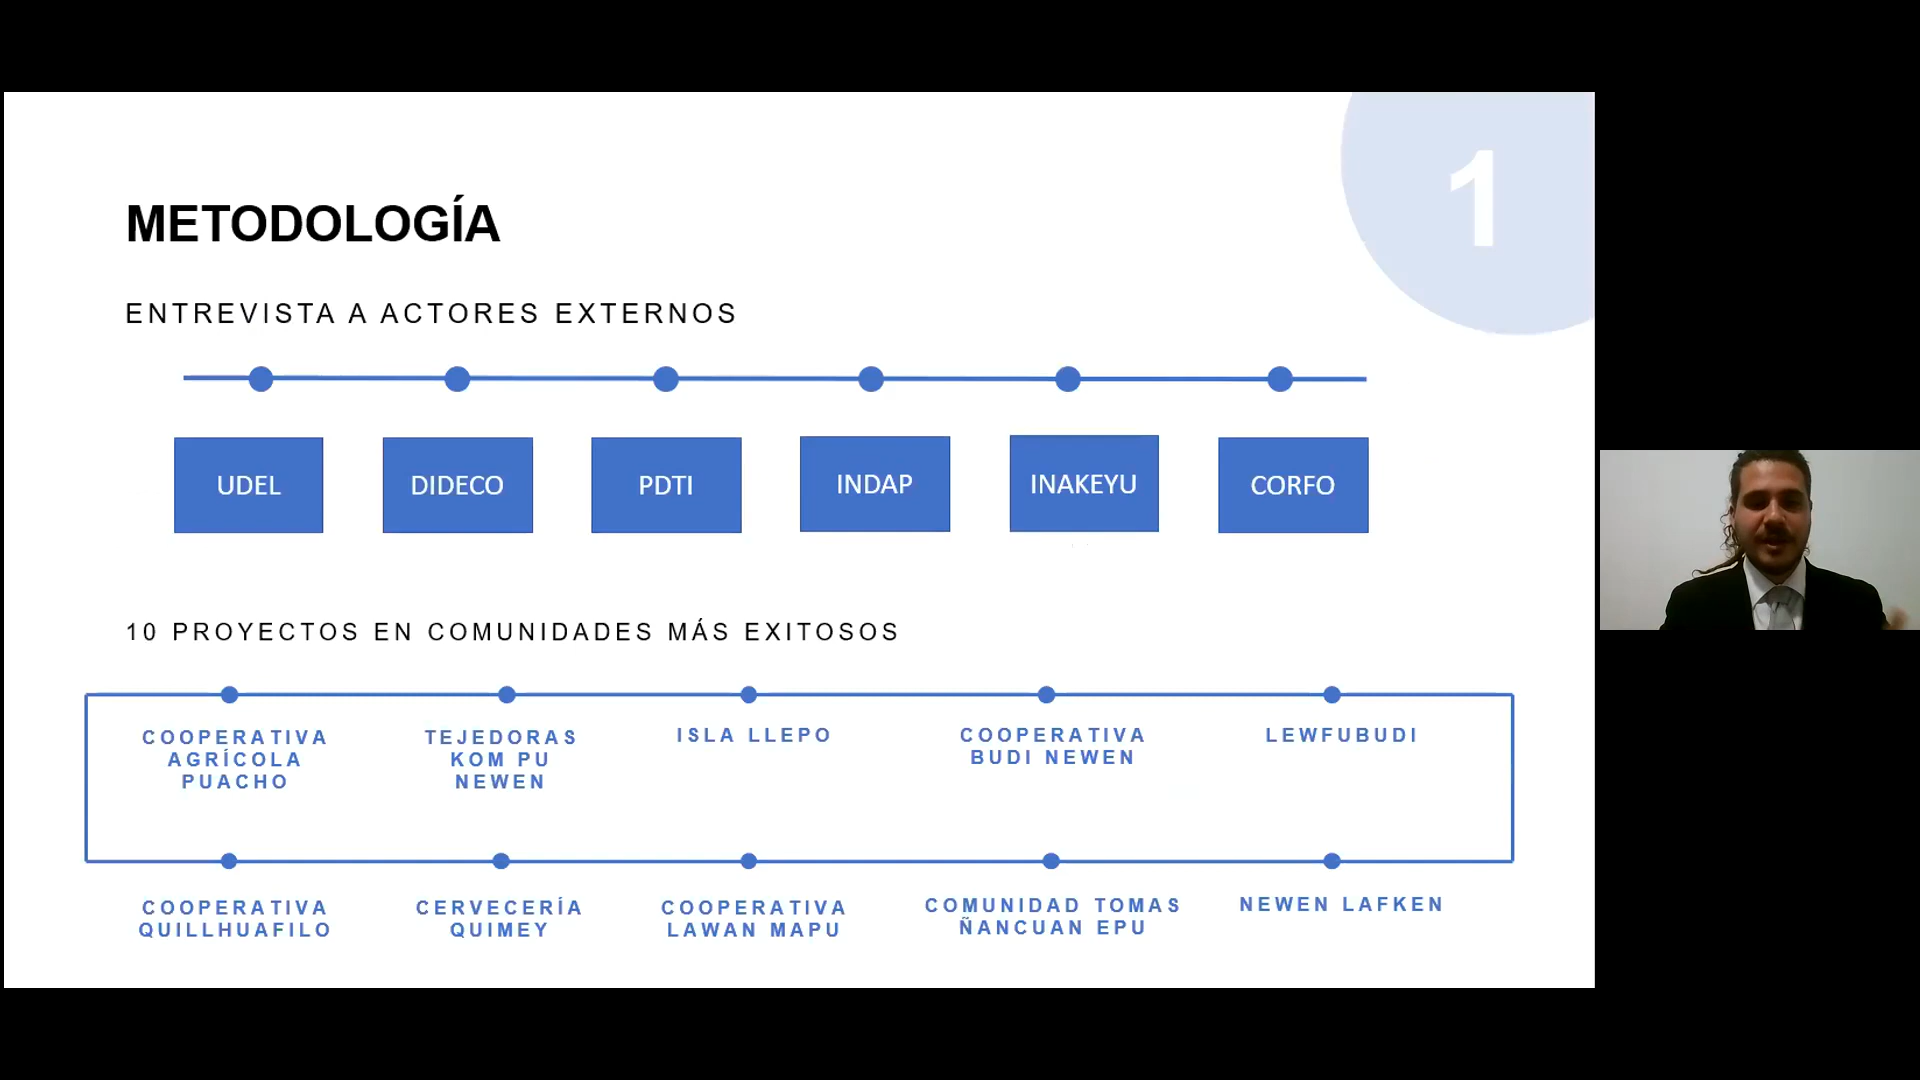 1
METODOLOGÍA
ENTREVISTA A ACTORES EXTERNOS
UDEL
DIDECO
PDTI
INDAP
INAKEYU
CORFO
10 PROYECTOS EN COMUNIDADES MÁS EXITOSOS
COOPERATIVA
AGRÍCOLA
PUACHO
TEJEDORAS
KOM PU
NEWEN
ISLA LLEPO
COOPERATIVA
BUDI NEWEN
LEWFUBUDI
COOPERATIVA
QUILLHUAFILO
CERVECERÍA
QUIMEY
COOPERATIVA
LAWAN MAPU
COMUNIDAD TOMAS
ÑANCUAN EPU
NEWEN LAFKEN